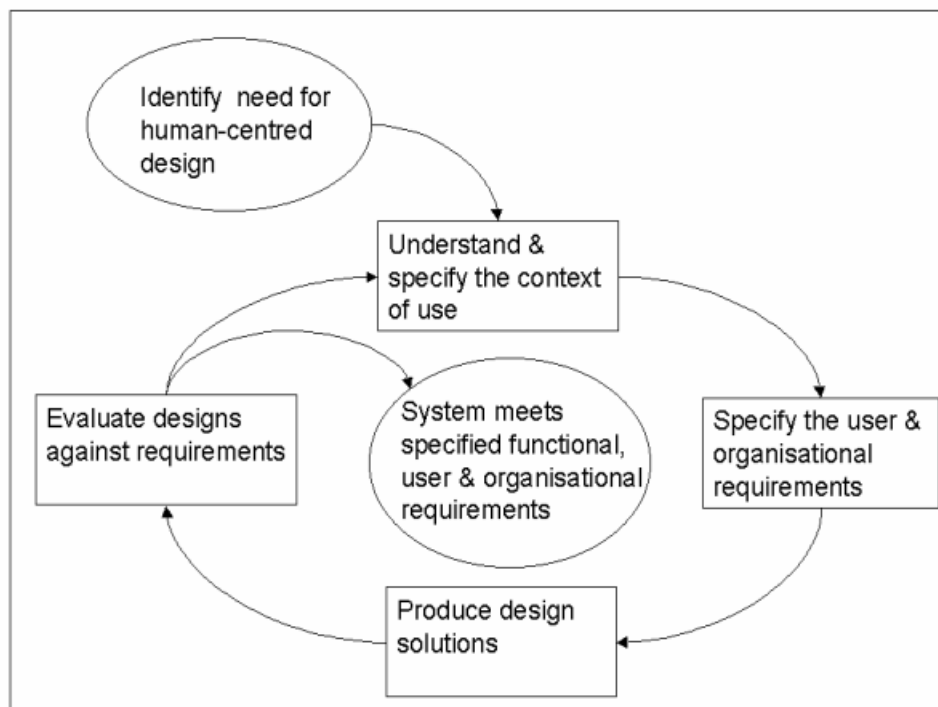 Identify need for
human-centred
design
Understand &
specify the context
of use
Evaluate designs
against requirements
System meets
specified functional,
user & organisational
requirements
Specify the user &
organisational
requirements
Produce design
solutions